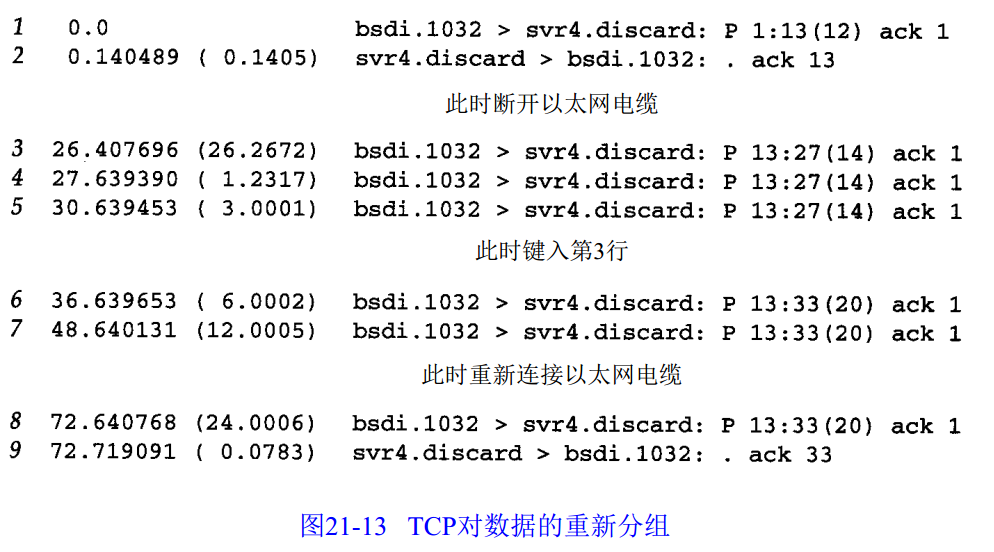 1 0.0 bsdi.1032 > svr4.discard: P 1:13(12) ack 1
2 0.140489 ( 0.1405) svr4.discard > bsdi.1032: . ack 13
此时断开以太网电缆
3 26.407696 (26.2672) bsdi.1032 > svr4.discard: P 13:27(14) ack 1
4 27.639390 ( 1.2317) bsdi.1032 > svr4.discard: P 13:27(14) ack 1
5 30.639453 ( 3.0001) bsdi.1032 > svr4.discard: P 13:27(14) ack 1
此时键入第3行
6 36.639653 ( 6.0002) bsdi.1032 > svr4.discard: P 13:33(20) ack 1
7 48.640131 (12.0005) bsdi.1032 > svr4.discard: P 13:33(20) ack 1
此时重新连接以太网电缆
8 72.640768 (24.0006) bsdi.1032 > svr4.discard: P 13:33(20) ack 1
9 72.719091 ( 0.0783) svr4.discard > bsdi.1032: . ack 33
图21-13 TCP对数据的重新分组